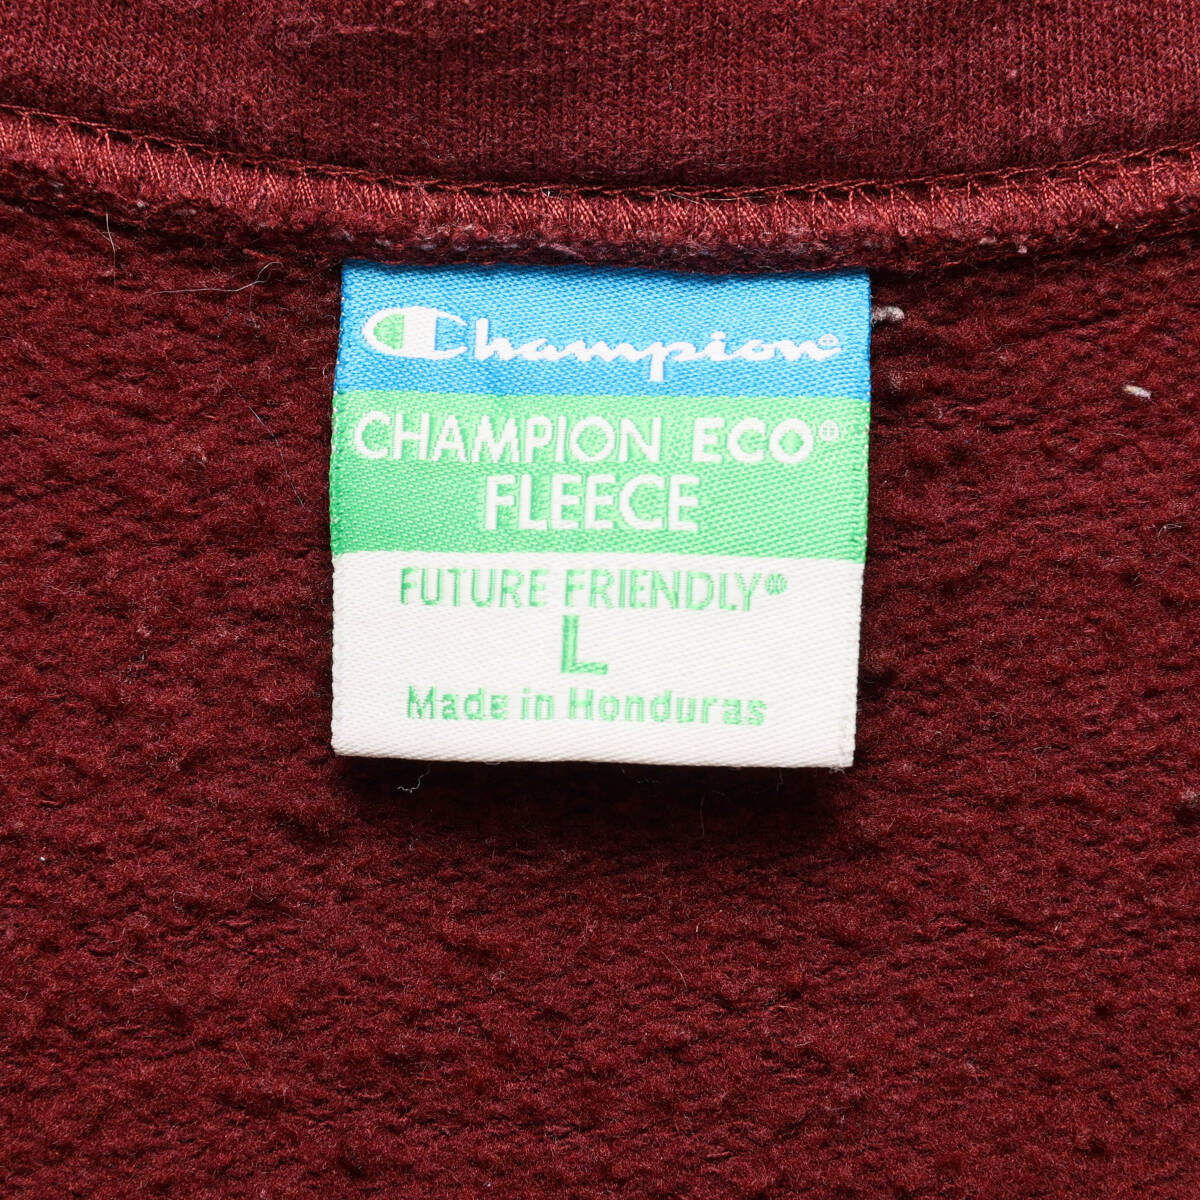 Champion®
CHAMPION ECO®
FLEECE
FUTURE FRIENDLY®
L
Made in Honduras